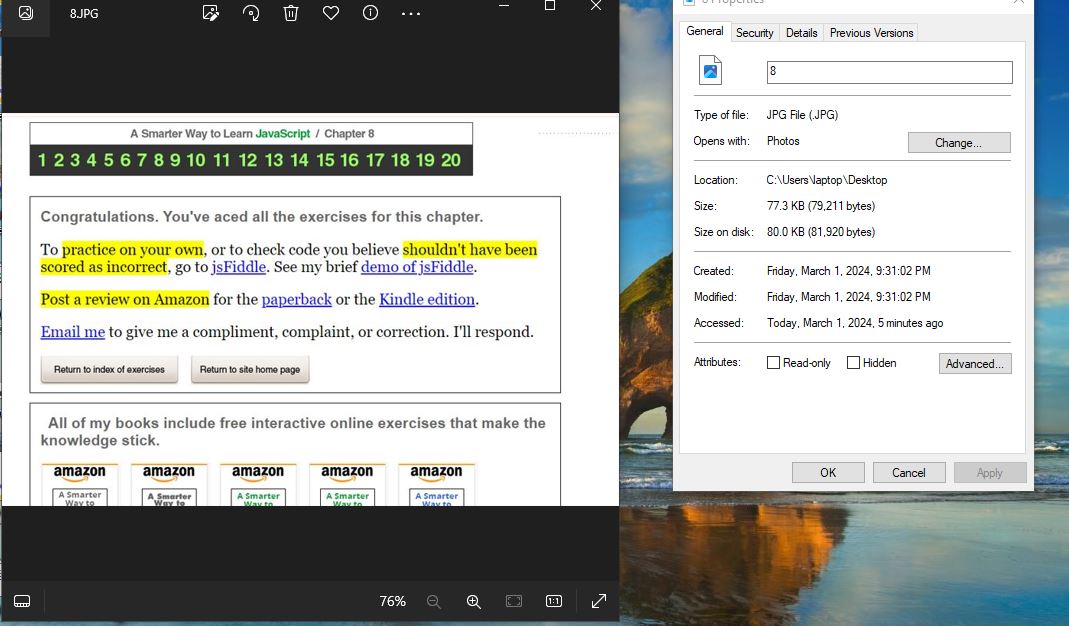 8.JPG
A Smarter Way to Learn JavaScript / Chapter 8
1 2 3 4 5 6 7 8 9 10 11 12 13 14 15 16 17 18 19 20
Congratulations. You've aced all the exercises for this chapter.
To practice on your own, or to check code you believe shouldn't have been
scored as incorrect, go to jsFiddle. See my brief demo of jsFiddle.
Post a review on Amazon for the paperback or the Kindle edition.
Email me to give me a compliment, complaint, or correction. I'll respond.
Return to index of exercises
Return to site home page
All of my books include free interactive online exercises that make the
knowledge stick.
amazon amazon amazon amazon amazon
A Smarter A Smarter A Smarter A Smarter A Smarter
Way to Way to Way to Way to Way to
76%
1:1
8 Properties
General Security Details Previous Versions
8
Type of file: JPG File (.JPG)
Opens with: Photos Change...
Location: C:\Users\laptop\Desktop
Size: 77.3 KB (79,211 bytes)
Size on disk: 80.0 KB (81,920 bytes)
Created: Friday, March 1, 2024, 9:31:02 PM
Modified: Friday, March 1, 2024, 9:31:02 PM
Accessed: Today, March 1, 2024, 5 minutes ago
Attributes: Read-only Hidden Advanced...
OK Cancel Apply